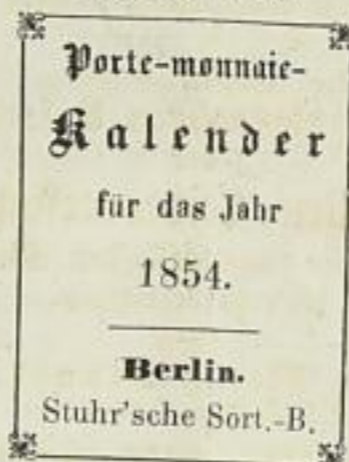 Porte-monnaie-
Kalender
für das Jahr
1854.
Berlin.
Stuhr'sche Sort.-B.